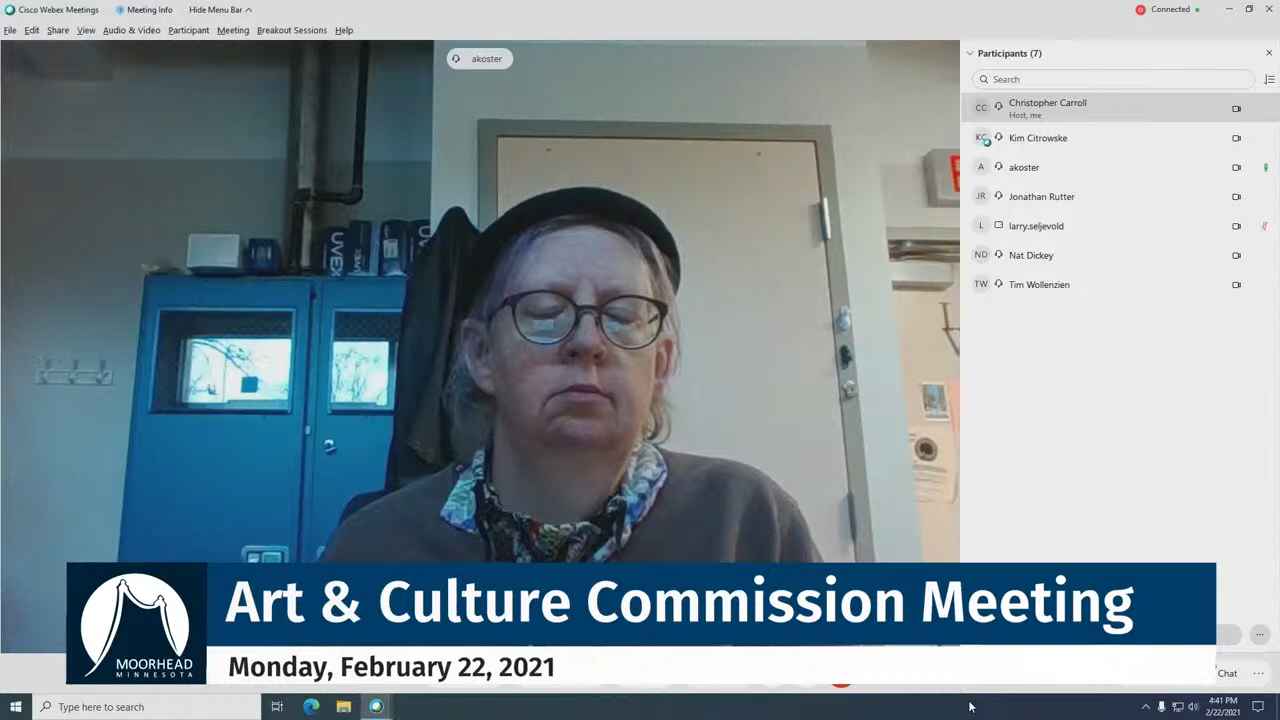 Cisco Webex Meetings
Meeting Info
Hide Menu Bar
Connected
File Edit Share View Audio & Video Participant Meeting Breakout Sessions Help
akoster
Participants (7)
Search
CC Christopher Carroll
Host, me
KC Kim Citrowske
A akoster
JR Jonathan Rutter
L larry.seljevold
ND Nat Dickey
TW Tim Wollenzien
UVEX
UVEX
Art & Culture Commission Meeting
MOORHEAD
MINNESOTA
Monday, February 22, 2021
Chat
Type here to search
4:41 PM
2/22/2021